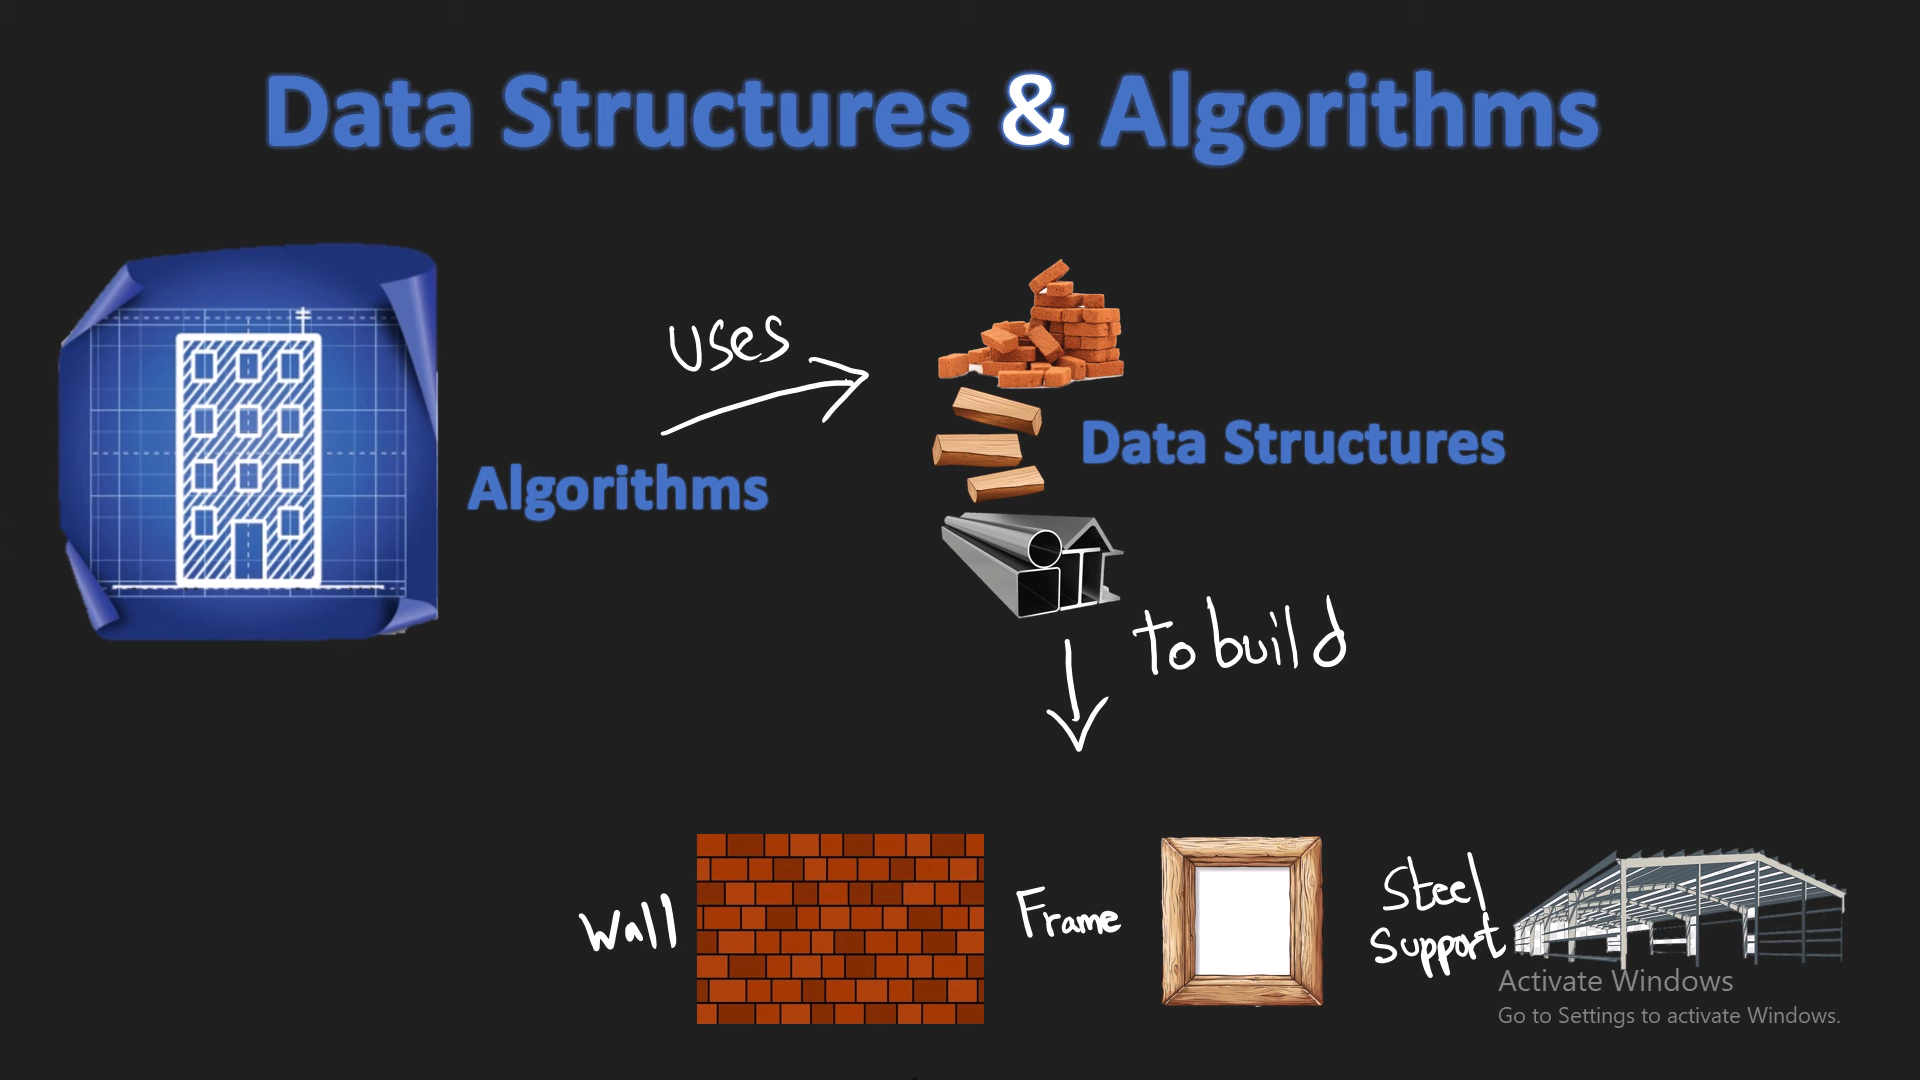 Data Structures & Algorithms
uses
Algorithms
Data Structures
To build
Wall
Frame
Steel
Support
Activate Windows
Go to Settings to activate Windows.